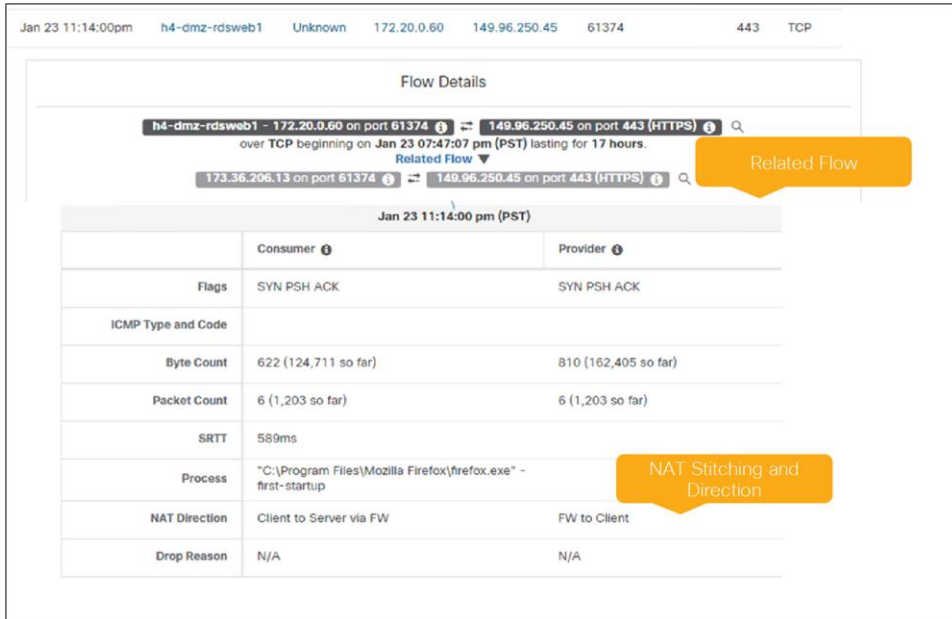 Jan 23 11:14:00pm h4-dmz-rdsweb1 Unknown 172.20.0.60 149.96.250.45 61374 443 TCP
Flow Details
h4-dmz-rdsweb1 - 172.20.0.60 on port 61374 149.96.250.45 on port 443 (HTTPS)
over TCP beginning on Jan 23 07:47:07 pm (PST) lasting for 17 hours.
Related Flow ▼
173.36.206.13 on port 61374 149.96.250.45 on port 443 (HTTPS)
Related Flow
Jan 23 11:14:00 pm (PST)
Consumer Provider
Flags SYN PSH ACK SYN PSH ACK
ICMP Type and Code
Byte Count 622 (124,711 so far) 810 (162,405 so far)
Packet Count 6 (1,203 so far) 6 (1,203 so far)
SRTT 589ms
Process "C:\Program Files\Mozilla Firefox\firefox.exe" -
first-startup
NAT Stitching and
Direction
NAT Direction Client to Server via FW FW to Client
Drop Reason N/A N/A